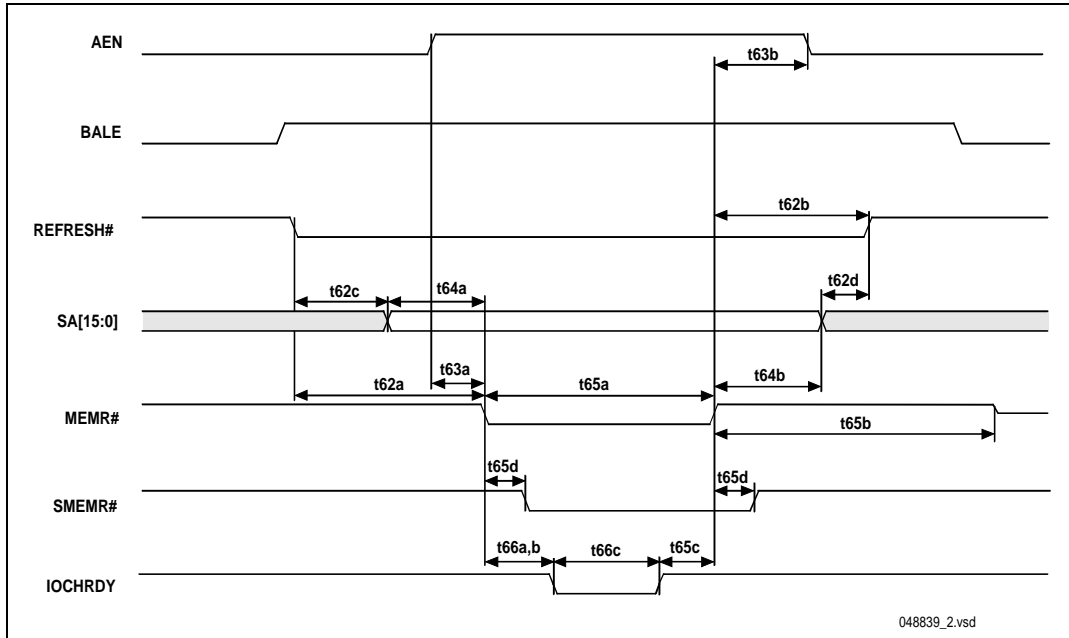 AEN
t63b
BALE
t62b
REFRESH#
t62c t64a t62d
SA[15:0]
t63a
t62a t65a t64b
MEMR#
t65b
t65d t65d
SMEMR#
t66a,b t66c t65c
IOCHRDY
048839_2.vsd